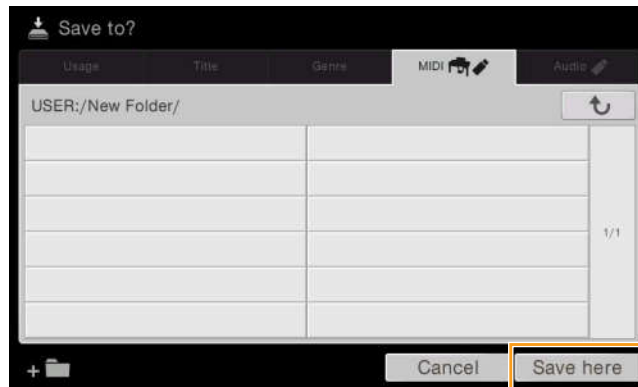 Save to?
Usage Title Genre MIDI Audio
USER:/New Folder/
1/1
+ Cancel Save here